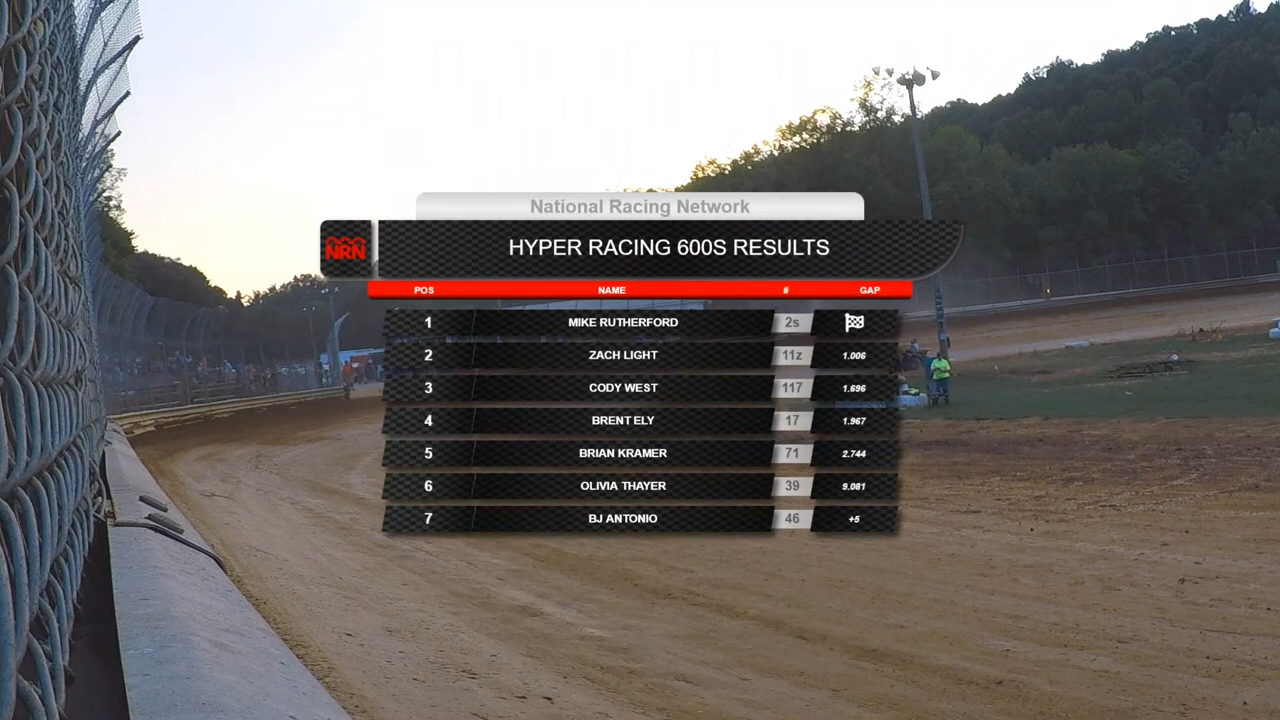 National Racing Network
NRN
HYPER RACING 600S RESULTS
POS NAME # GAP
1 MIKE RUTHERFORD 2s
2 ZACH LIGHT 11z 1.006
3 CODY WEST 117 1.696
4 BRENT ELY 17 1.967
5 BRIAN KRAMER 71 2.744
6 OLIVIA THAYER 39 9.081
7 BJ ANTONIO 46 +5